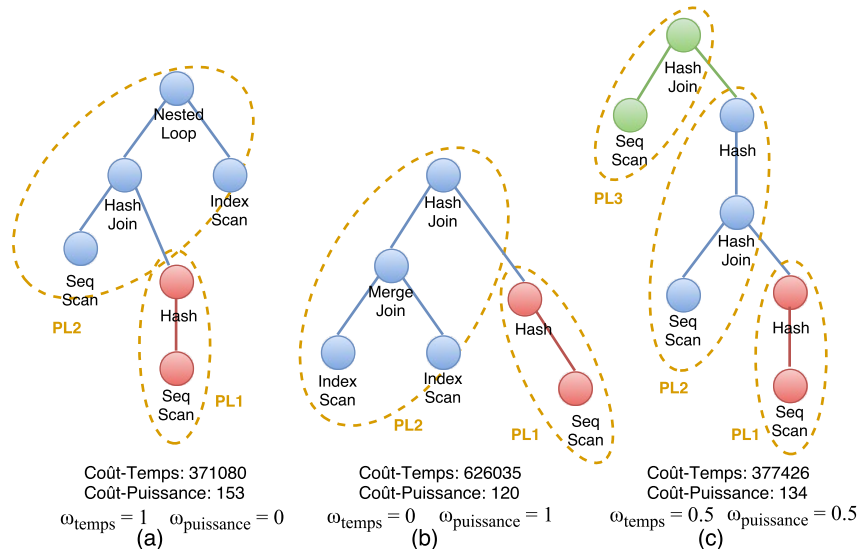 Nested
Loop
Hash
Join
Index
Scan
Seq
Scan
PL2
Hash
Seq
Scan
PL1
Coût-Temps: 371080
Coût-Puissance: 153
ωtemps = 1 ωpuissance = 0
(a)
Hash
Join
Merge
Join
Hash
Index
Scan
Index
Scan
PL2
PL1
Seq
Scan
Coût-Temps: 626035
Coût-Puissance: 120
ωtemps = 0 ωpuissance = 1
(b)
Hash
Join
Seq
Scan
PL3
Hash
Hash
Join
Seq
Scan
PL2
Hash
Seq
Scan
PL1
Coût-Temps: 377426
Coût-Puissance: 134
ωtemps = 0.5 ωpuissance = 0.5
(c)